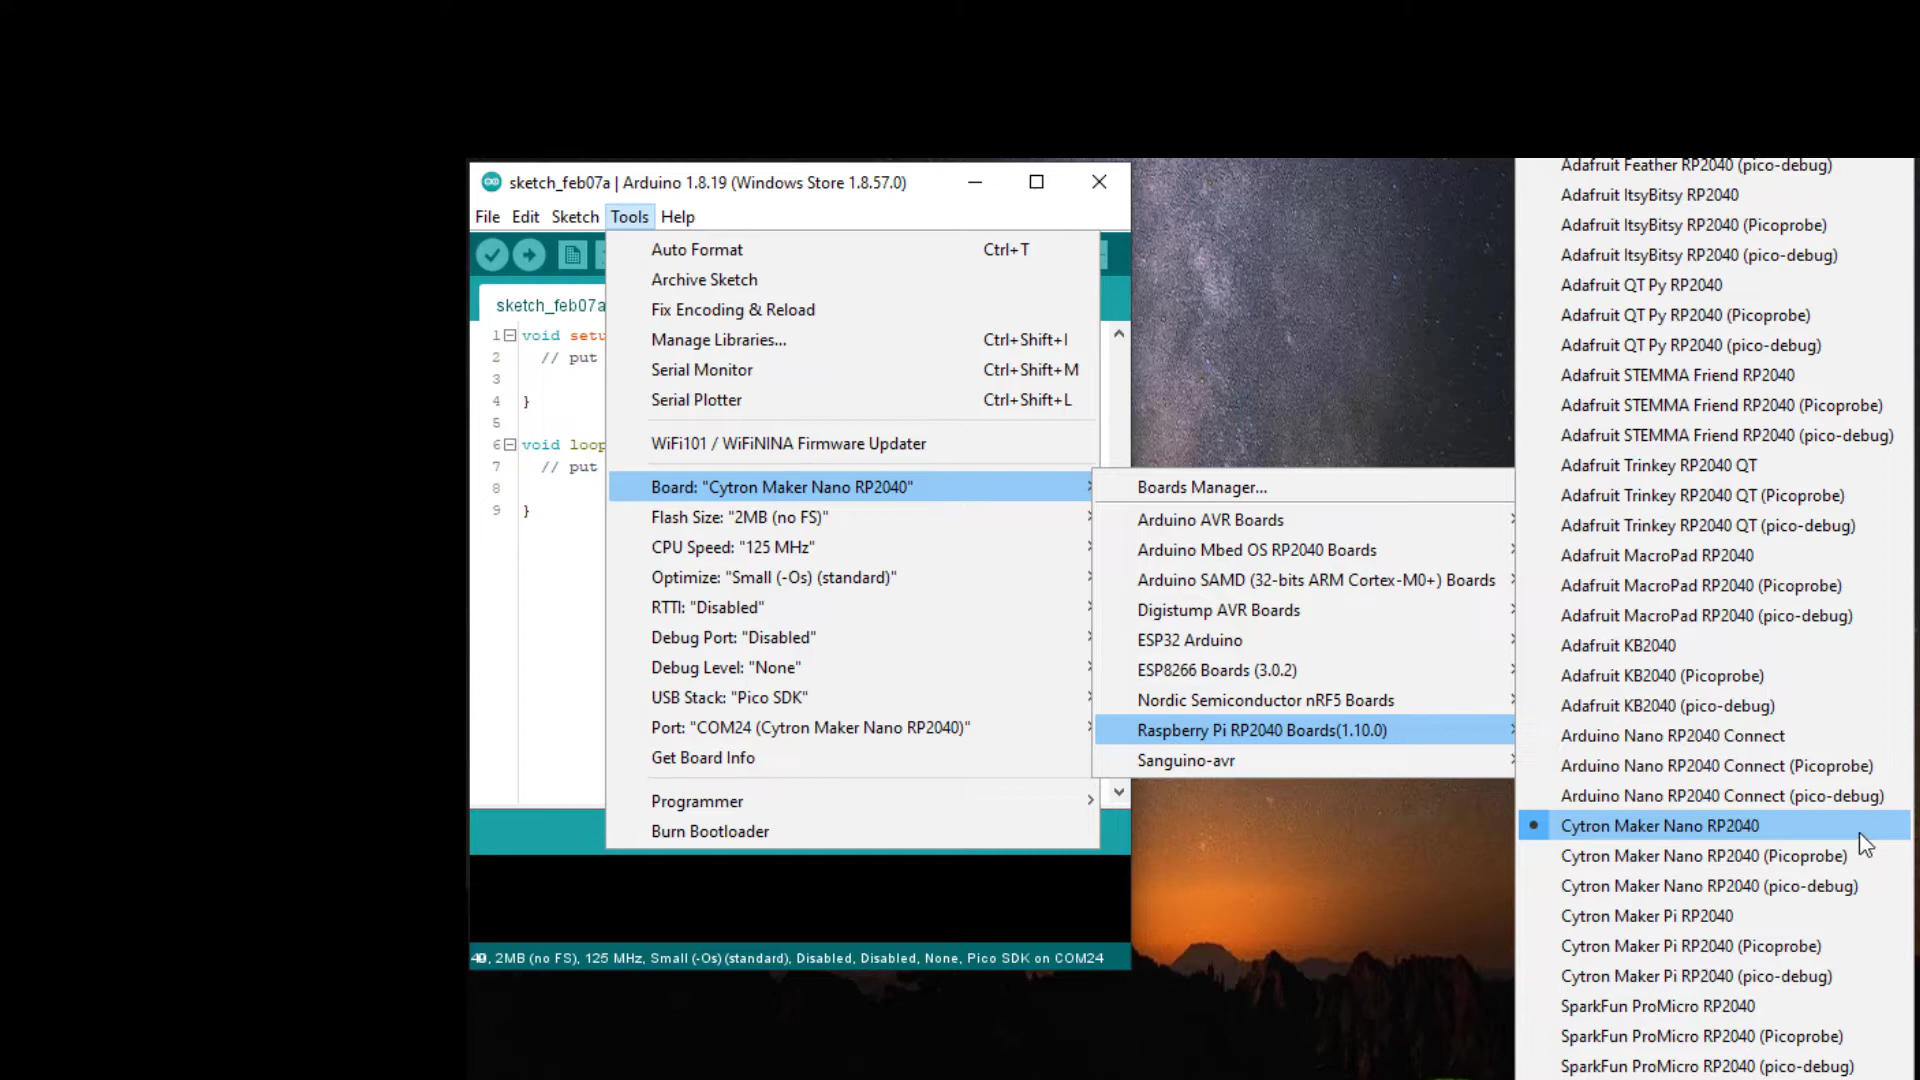 sketch_feb07a | Arduino 1.8.19 (Windows Store 1.8.57.0)
File Edit Sketch Tools Help
sketch_feb07a
1 void setu
2 // put
3
4 }
5
6 void loop
7 // put
8
9 }
Auto Format Ctrl+T
Archive Sketch
Fix Encoding & Reload
Manage Libraries... Ctrl+Shift+I
Serial Monitor Ctrl+Shift+M
Serial Plotter Ctrl+Shift+L
WiFi101 / WiFiNINA Firmware Updater
Board: "Cytron Maker Nano RP2040"
Flash Size: "2MB (no FS)"
CPU Speed: "125 MHz"
Optimize: "Small (-Os) (standard)"
RTTI: "Disabled"
Debug Port: "Disabled"
Debug Level: "None"
USB Stack: "Pico SDK"
Port: "COM24 (Cytron Maker Nano RP2040)"
Get Board Info
Programmer
Burn Bootloader
Boards Manager...
Arduino AVR Boards
Arduino Mbed OS RP2040 Boards
Arduino SAMD (32-bits ARM Cortex-M0+) Boards
Digistump AVR Boards
ESP32 Arduino
ESP8266 Boards (3.0.2)
Nordic Semiconductor nRF5 Boards
Raspberry Pi RP2040 Boards(1.10.0)
Sanguino-avr
Adafruit Feather RP2040 (pico-debug)
Adafruit ItsyBitsy RP2040
Adafruit ItsyBitsy RP2040 (Picoprobe)
Adafruit ItsyBitsy RP2040 (pico-debug)
Adafruit QT Py RP2040
Adafruit QT Py RP2040 (Picoprobe)
Adafruit QT Py RP2040 (pico-debug)
Adafruit STEMMA Friend RP2040
Adafruit STEMMA Friend RP2040 (Picoprobe)
Adafruit STEMMA Friend RP2040 (pico-debug)
Adafruit Trinkey RP2040 QT
Adafruit Trinkey RP2040 QT (Picoprobe)
Adafruit Trinkey RP2040 QT (pico-debug)
Adafruit MacroPad RP2040
Adafruit MacroPad RP2040 (Picoprobe)
Adafruit MacroPad RP2040 (pico-debug)
Adafruit KB2040
Adafruit KB2040 (Picoprobe)
Adafruit KB2040 (pico-debug)
Arduino Nano RP2040 Connect
Arduino Nano RP2040 Connect (Picoprobe)
Arduino Nano RP2040 Connect (pico-debug)
Cytron Maker Nano RP2040
Cytron Maker Nano RP2040 (Picoprobe)
Cytron Maker Nano RP2040 (pico-debug)
Cytron Maker Pi RP2040
Cytron Maker Pi RP2040 (Picoprobe)
Cytron Maker Pi RP2040 (pico-debug)
SparkFun ProMicro RP2040
SparkFun ProMicro RP2040 (Picoprobe)
SparkFun ProMicro RP2040 (pico-debug)
, 2MB (no FS), 125 MHz, Small (-Os) (standard), Disabled, Disabled, None, Pico SDK on COM24